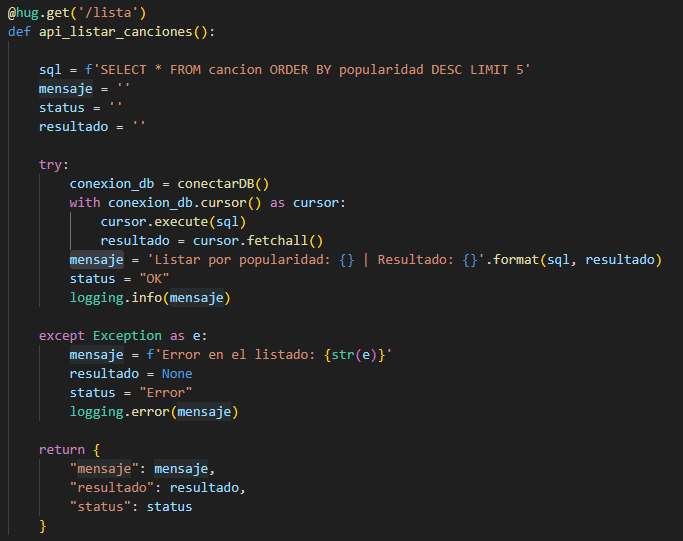 @hug.get('/lista')
def api_listar_canciones():
sql = f'SELECT * FROM cancion ORDER BY popularidad DESC LIMIT 5'
mensaje = ''
status = ''
resultado = ''
try:
conexion_db = conectarDB()
with conexion_db.cursor() as cursor:
cursor.execute(sql)
resultado = cursor.fetchall()
mensaje = 'Listar por popularidad: {} | Resultado: {}'.format(sql, resultado)
status = "OK"
logging.info(mensaje)
except Exception as e:
mensaje = f'Error en el listado: {str(e)}'
resultado = None
status = "Error"
logging.error(mensaje)
return {
"mensaje": mensaje,
"resultado": resultado,
"status": status
}